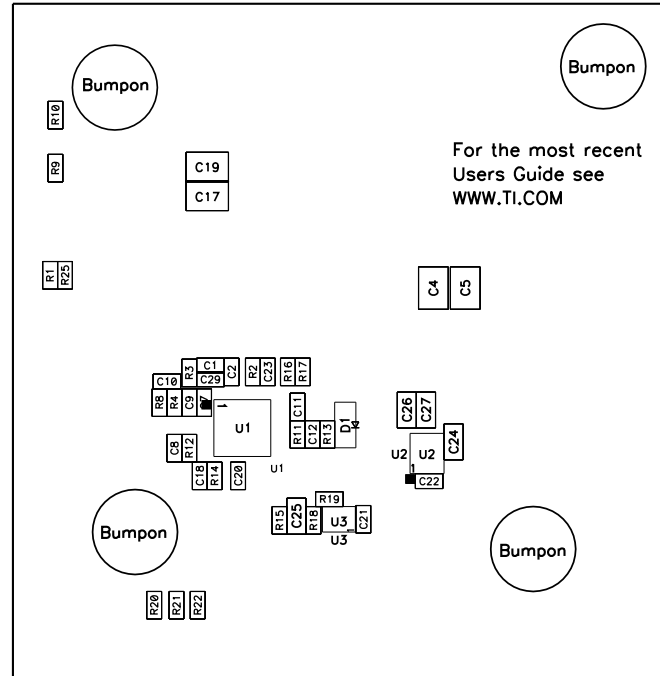 Bumpon
Bumpon
R10
For the most recent
Users Guide see
WWW.TI.COM
R9
C19
C17
R1
R25
C4
C5
R3
C1
C29
C2
R2
C23
R16
R17
C10
R8
R4
C9
1
U1
C11
R11
C12
R13
D1
C26
C27
C24
C8
R12
U2
U2
1
C18
R14
C20
U1
C22
R15
C25
R18
R19
U3
1
C21
U3
Bumpon
Bumpon
R20
R21
R22